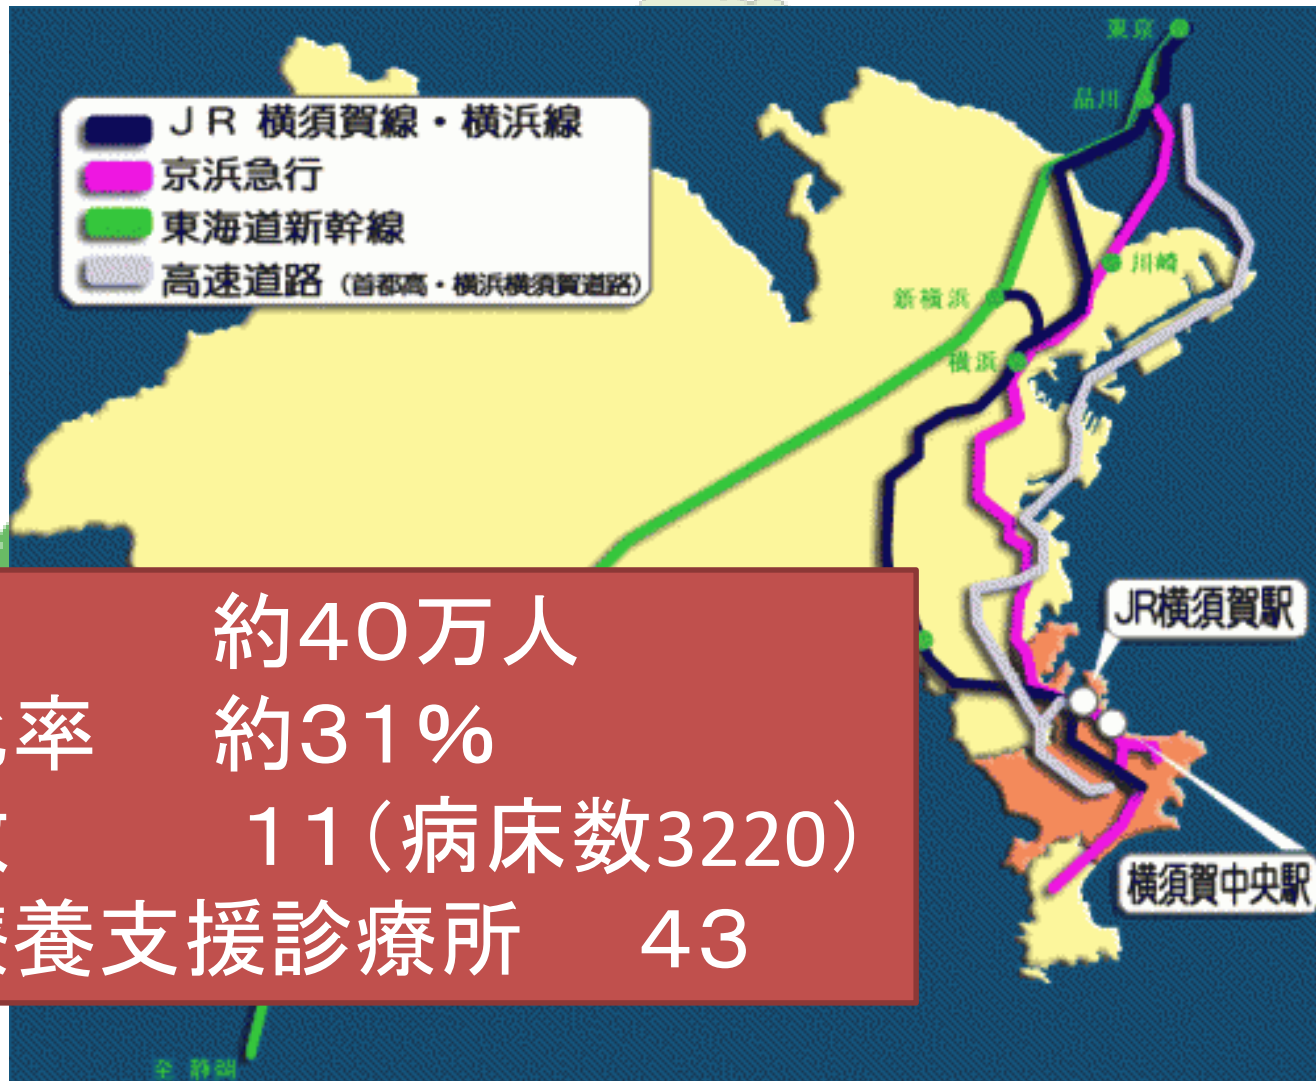 東京
品川
ＪＲ 横須賀線・横浜線
京浜急行
東海道新幹線
高速道路（首都高・横浜横須賀道路）
川崎
新横浜
横浜
JR横須賀駅
約４０万人
率　約３１％
１１（病床数3220）
養支援診療所　４３
横須賀中央駅
至 静岡